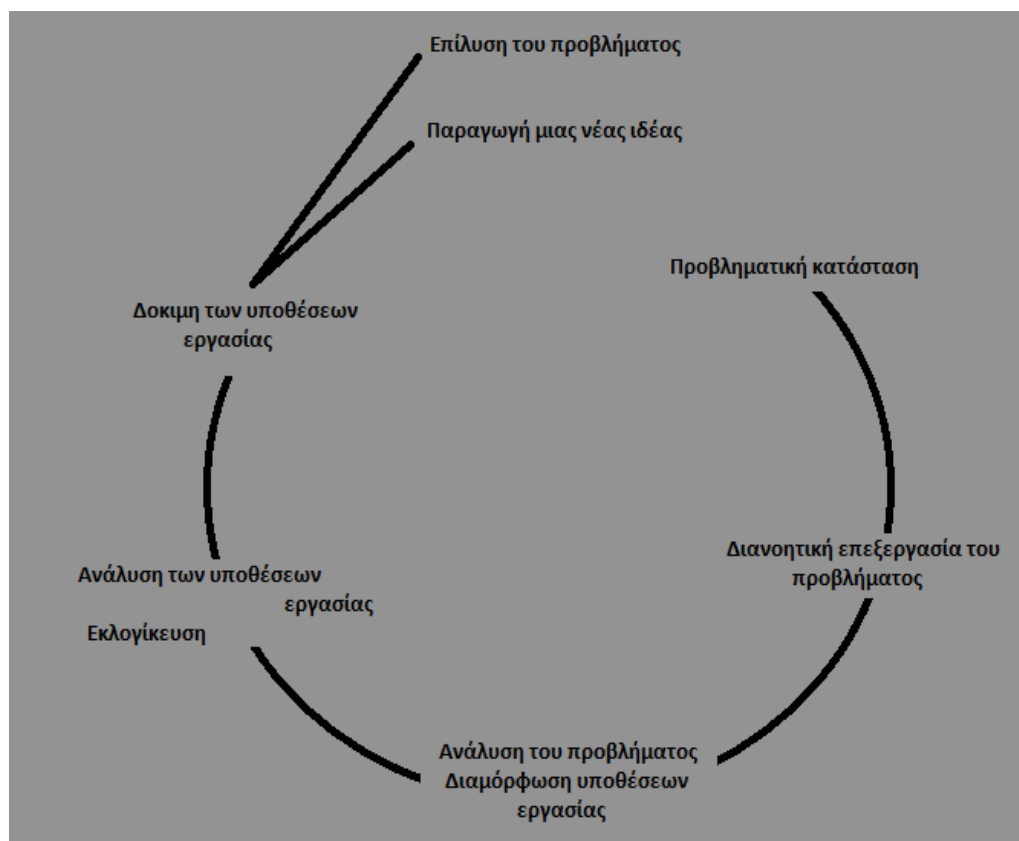 Επίλυση του προβλήματος
Παραγωγή μιας νέας ιδέας
Προβληματική κατάσταση
Δοκιμη των υποθέσεων
εργασίας
Διανοητική επεξεργασία του
προβλήματος
Ανάλυση των υποθέσεων
εργασίας
Εκλογίκευση
Ανάλυση του προβλήματος
Διαμόρφωση υποθέσεων
εργασίας